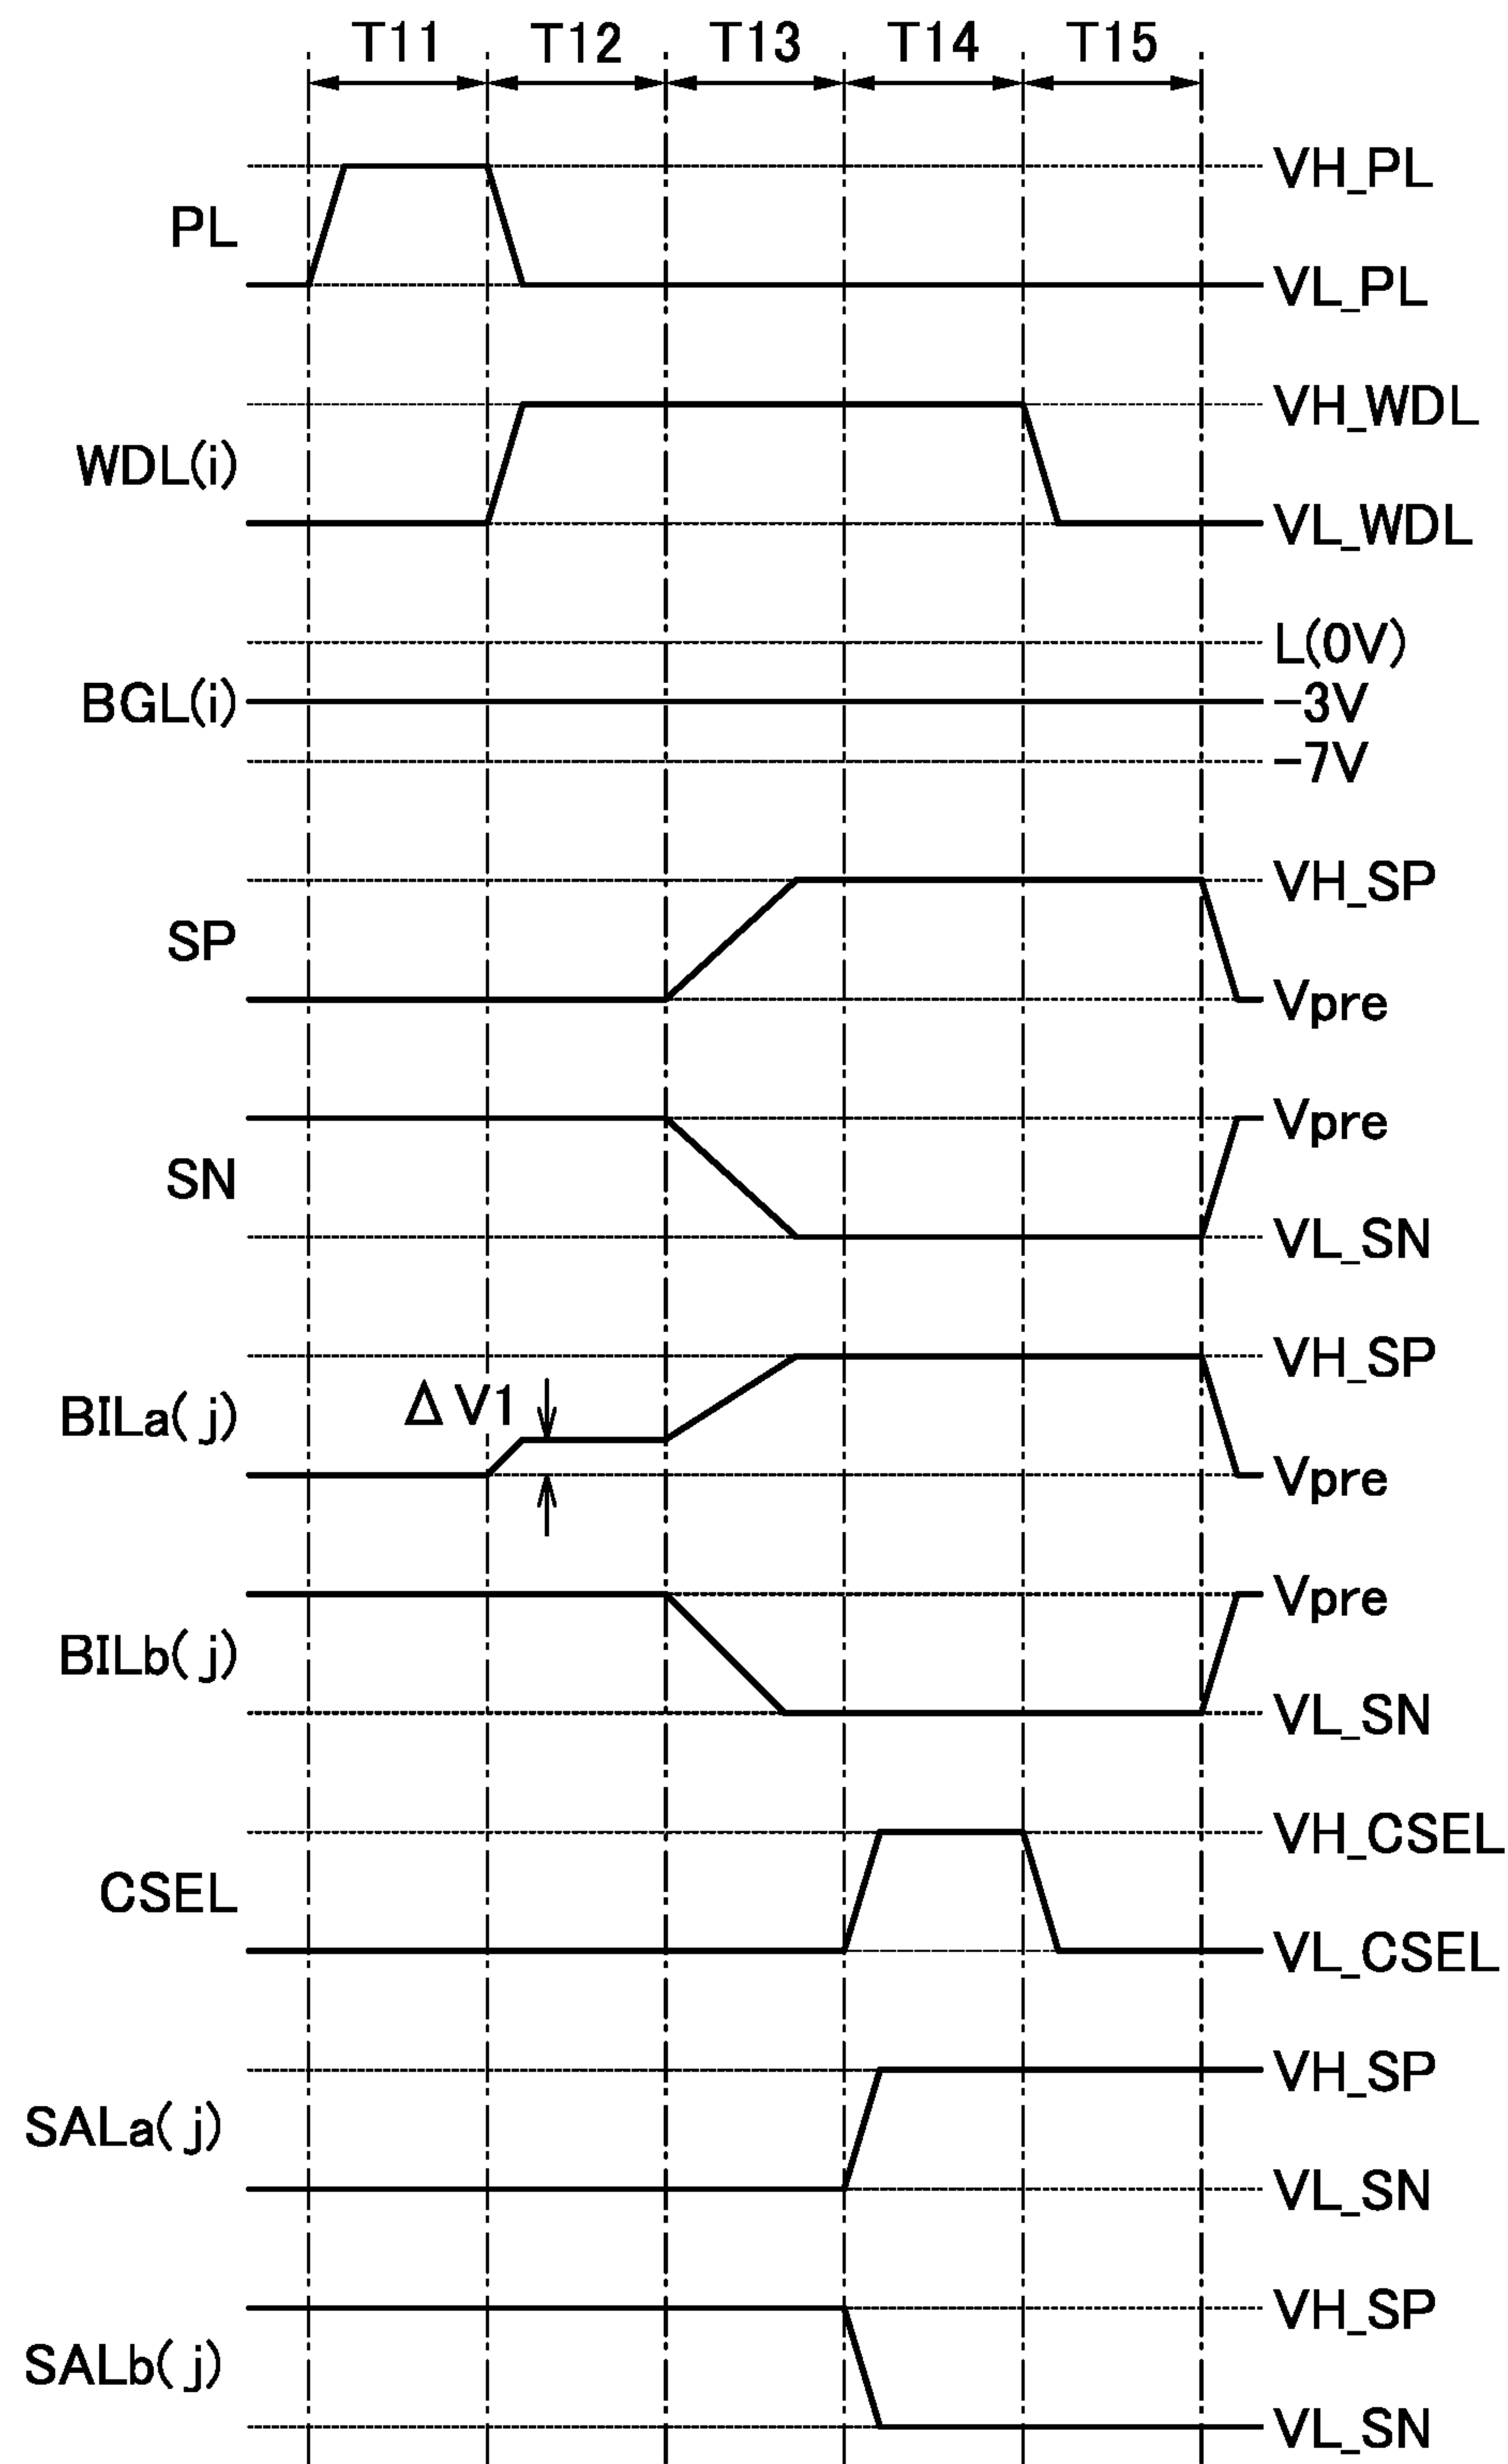 T11 T12 T13 T14 T15
VH_PL
PL
VL_PL
VH_WDL
WDL(i)
VL_WDL
L(0V)
BGL(i) -3V
-7V
VH_SP
SP
Vpre
Vpre
SN
VL_SN
VH_SP
BILa(j) ΔV1
Vpre
Vpre
BILb(j)
VL_SN
VH_CSEL
CSEL
VL_CSEL
VH_SP
SALa(j)
VL_SN
VH_SP
SALb(j)
VL_SN